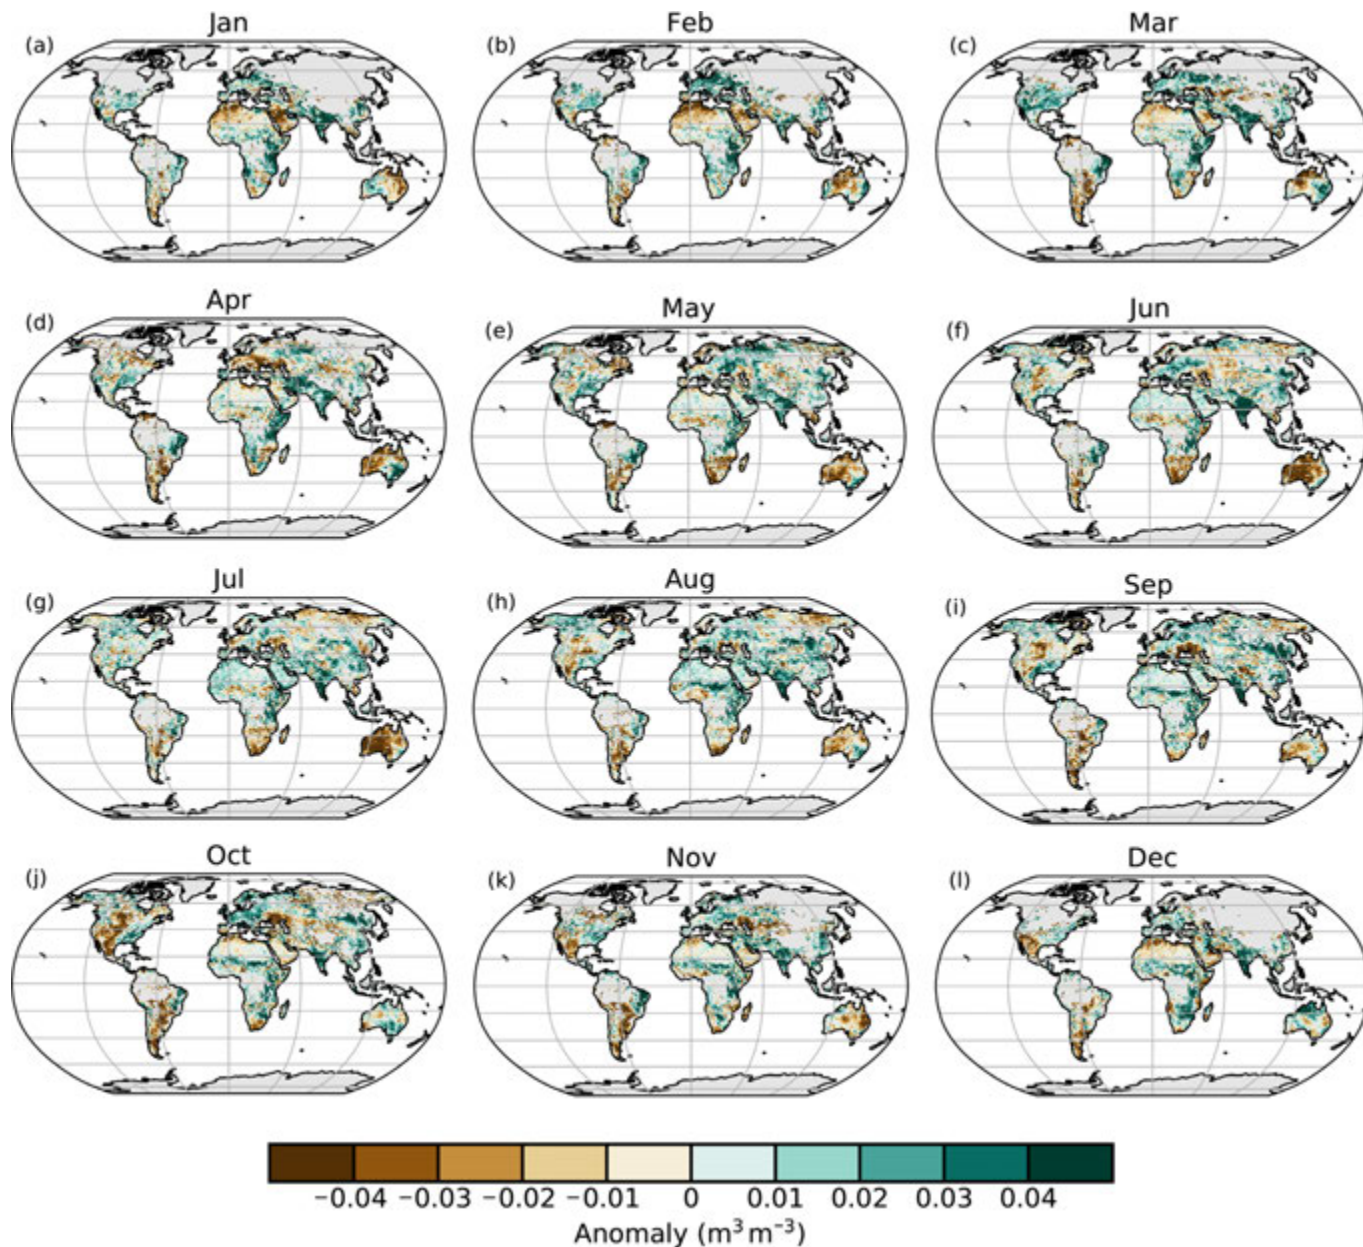 Jan
Feb
Mar
(a)
(b)
(c)
Apr
May
Jun
(d)
(e)
(f)
Jul
Aug
Sep
(g)
(h)
(i)
Oct
Nov
Dec
(j)
(k)
(l)
−0.04 −0.03 −0.02 −0.01 0 0.01 0.02 0.03 0.04
Anomaly (m³ m⁻³)